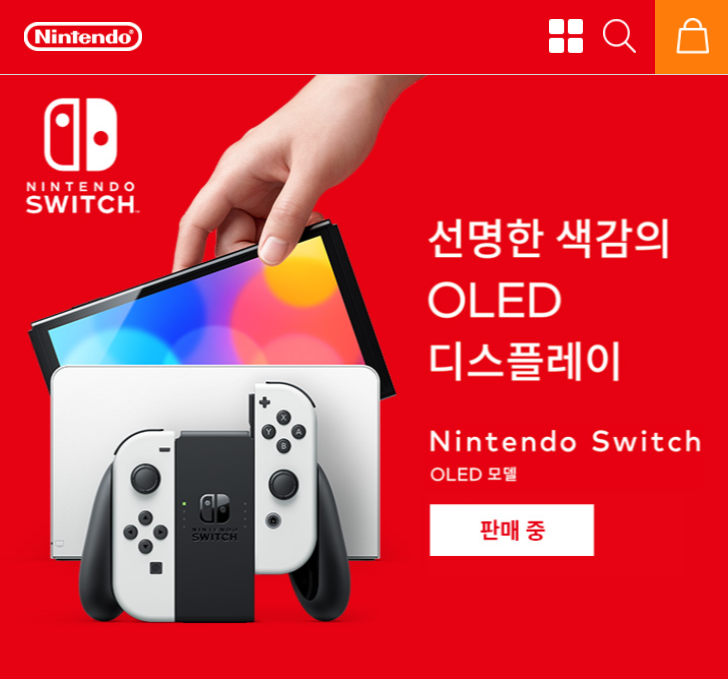 Nintendo
NINTENDO
SWITCH
선명한 색감의
OLED
디스플레이
Nintendo Switch
OLED 모델
판매 중
X
Y
A
B
NINTENDO
SWITCH